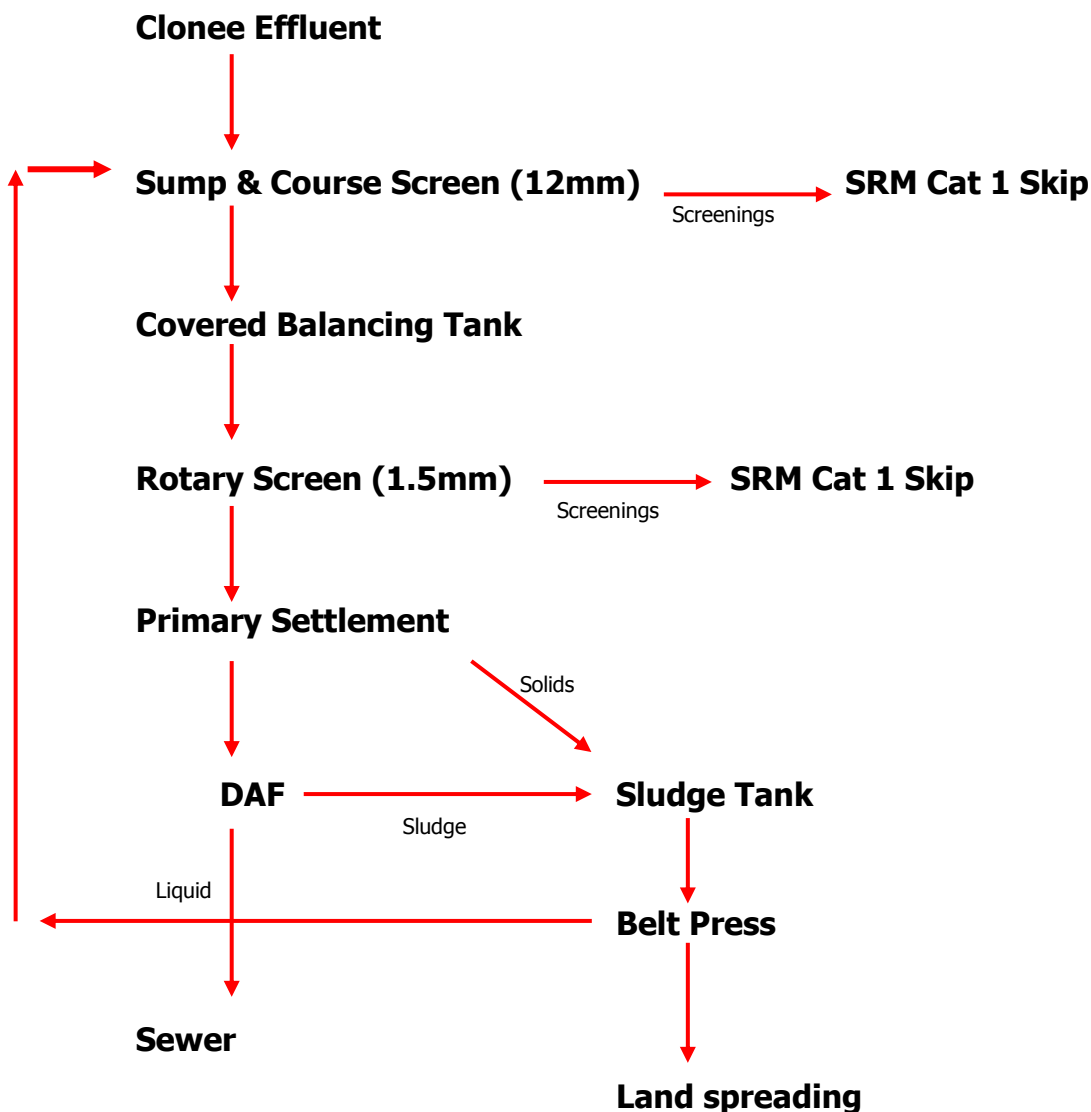 Clonee Effluent
Sump & Course Screen (12mm)
SRM Cat 1 Skip
Screenings
Covered Balancing Tank
Rotary Screen (1.5mm)
SRM Cat 1 Skip
Screenings
Primary Settlement
Solids
DAF
Sludge Tank
Sludge
Liquid
Belt Press
Sewer
Land spreading